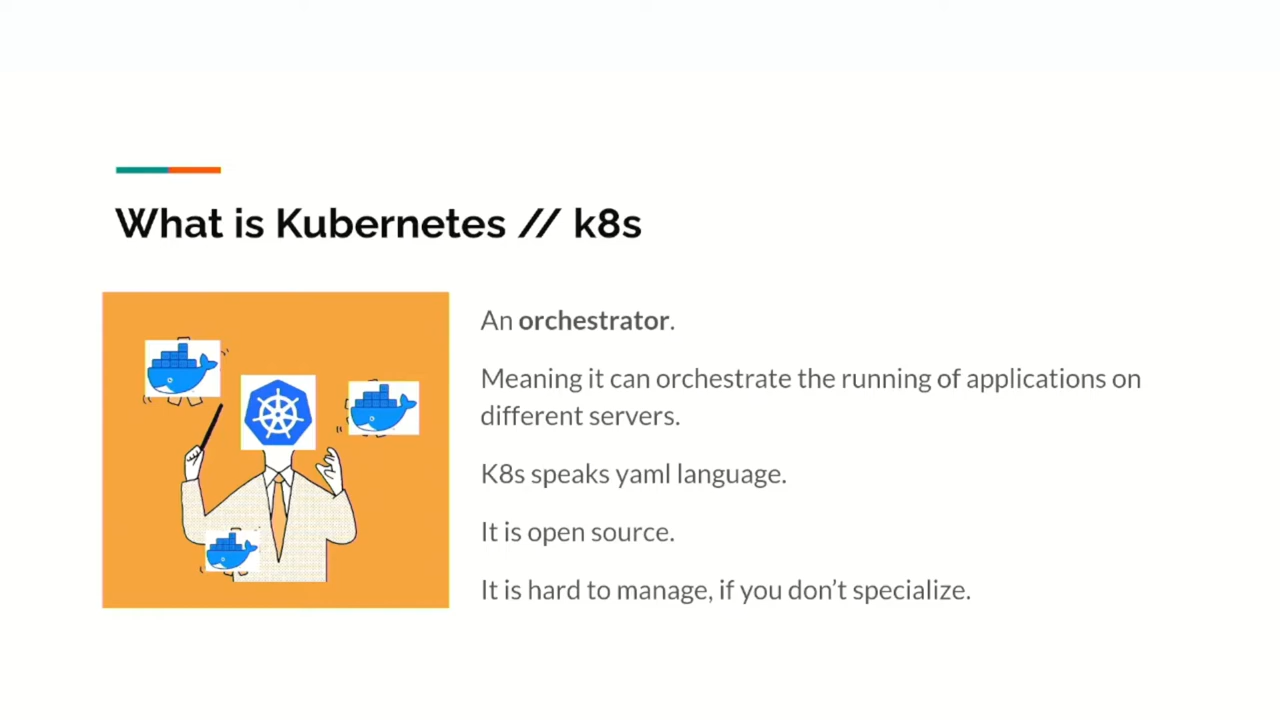 What is Kubernetes // k8s
An orchestrator.
Meaning it can orchestrate the running of applications on
different servers.
K8s speaks yaml language.
It is open source.
It is hard to manage, if you don’t specialize.